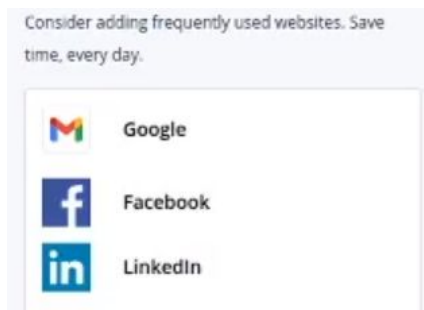 Consider adding frequently used websites. Save
time, every day.
Google
Facebook
LinkedIn